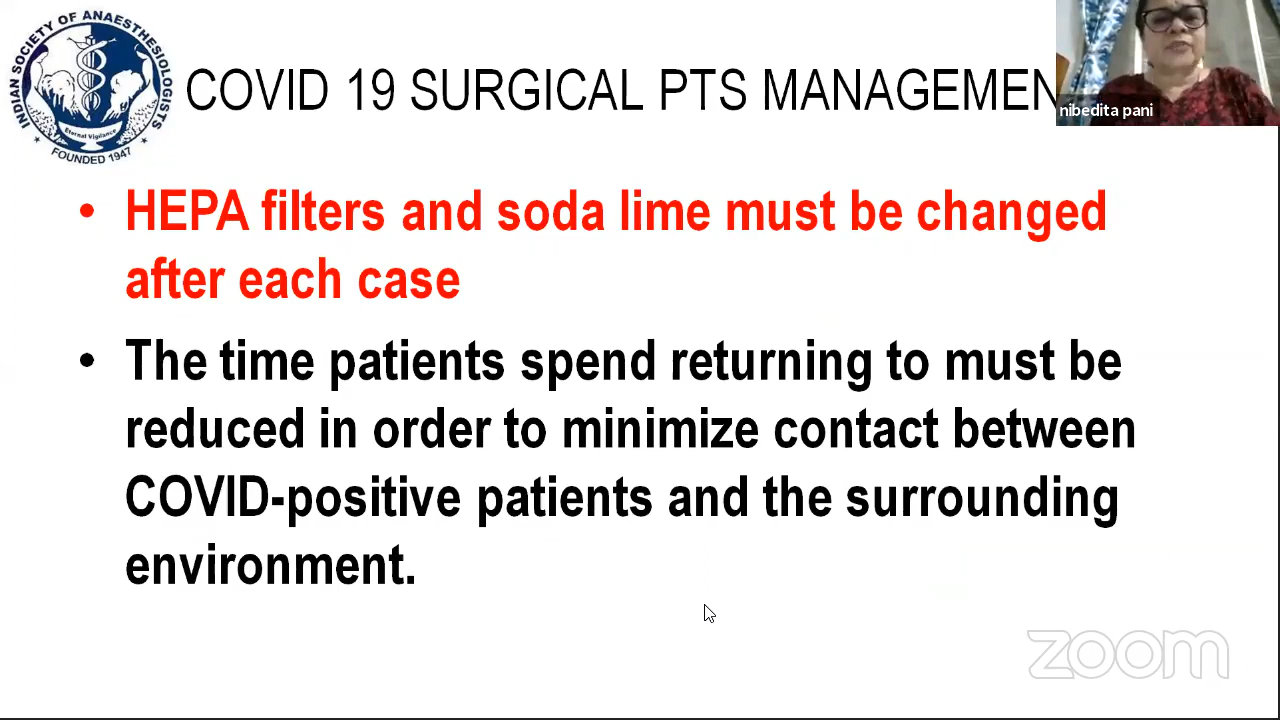 INDIAN SOCIETY OF ANAESTHESIOLOGISTS
Eternal Vigilance
FOUNDED 1947
COVID 19 SURGICAL PTS MANAGEMEN
nibedita pani
• HEPA filters and soda lime must be changed
after each case
• The time patients spend returning to must be
reduced in order to minimize contact between
COVID-positive patients and the surrounding
environment.
zoom